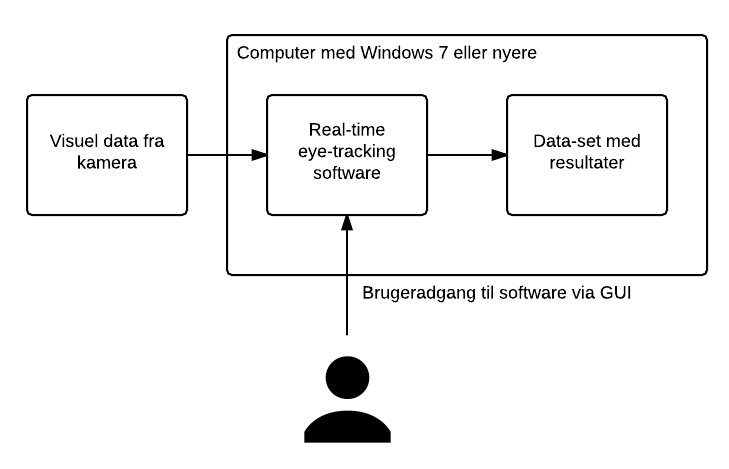 Computer med Windows 7 eller nyere
Visuel data fra
kamera
Real-time
eye-tracking
software
Data-set med
resultater
Brugeradgang til software via GUI